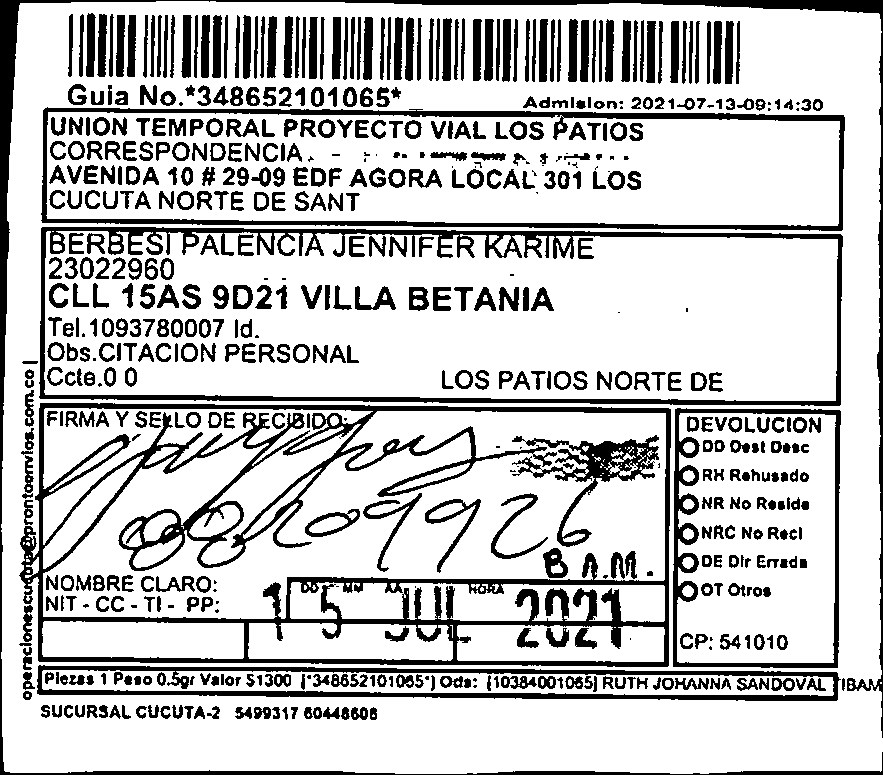 Guia No.*348652101065*
Admision: 2021-07-13-09:14:30
UNION TEMPORAL PROYECTO VIAL LOS PATIOS
CORRESPONDENCIA.
AVENIDA 10 # 29-09 EDF AGORA LOCAL 301 LOS
CUCUTA NORTE DE SANT
BERBESI PALENCIA JENNIFER KARIME
23022960
CLL 15AS 9D21 VILLA BETANIA
Tel.1093780007 Id.
Obs.CITACION PERSONAL
Ccte.0 0
LOS PATIOS NORTE DE
operacionescucuta@prontoenvios.com.co
FIRMA Y SELLO DE RECIBIDO:
88209926
8 A.M.
NOMBRE CLARO:
NIT - CC - TI - PP:
DD MM AA HORA
15 JUL 2021
DEVOLUCION
DD Dest Desc
RH Rehusado
NR No Reside
NRC No Recl
DE Dir Errada
OT Otros
CP: 541010
Piezas 1 Peso 0.5gr Valor $1300 [*348652101065*] Ods: [10384001065] RUTH JOHANNA SANDOVAL TIBAM
SUCURSAL CUCUTA-2 5499317 60448606